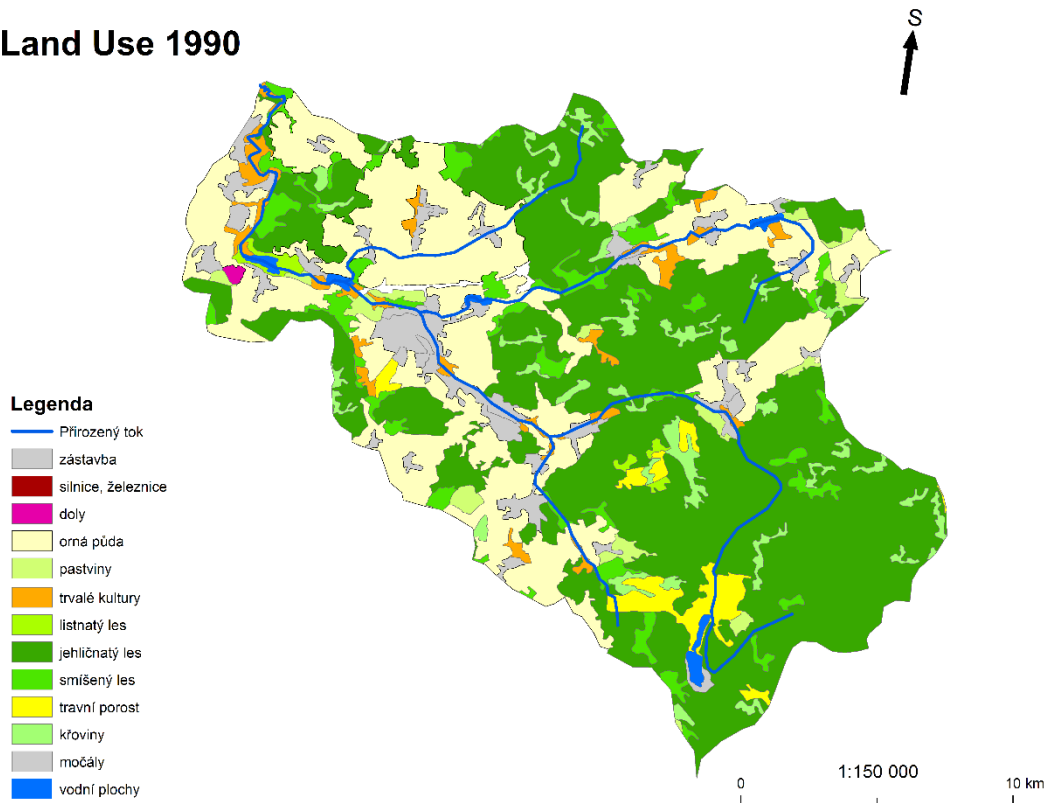 Land Use 1990
S
Legenda
Přirozený tok
zástavba
silnice, železnice
doly
orná půda
pastviny
trvalé kultury
listnatý les
jehličnatý les
smíšený les
travní porost
křoviny
močály
vodní plochy
1:150 000
0 10 km